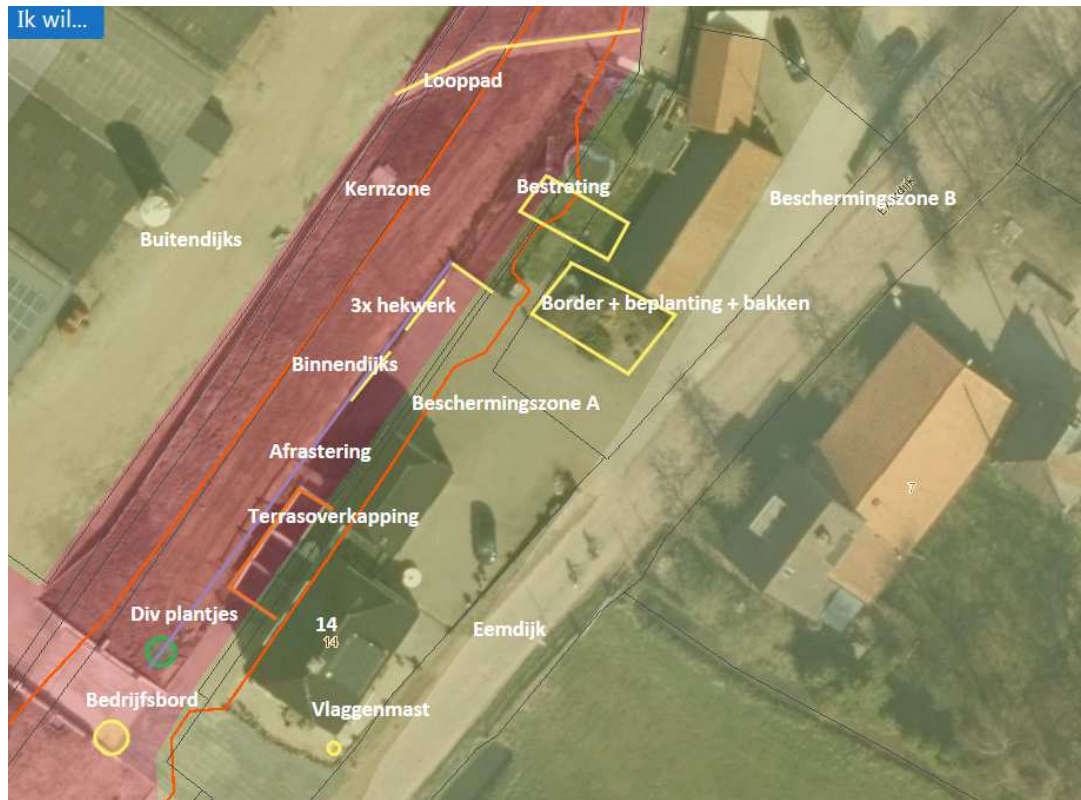 Ik wil...
Looppad
Kernzone
Bestrating
Beschermingszone B
Eemdijk
Buitendijks
3x hekwerk
Border + beplanting + bakken
Binnendijks
Beschermingszone A
Afrastering
7
Terrasoverkapping
Div plantjes
14
14
Eemdijk
Bedrijfsbord
Vlaggenmast